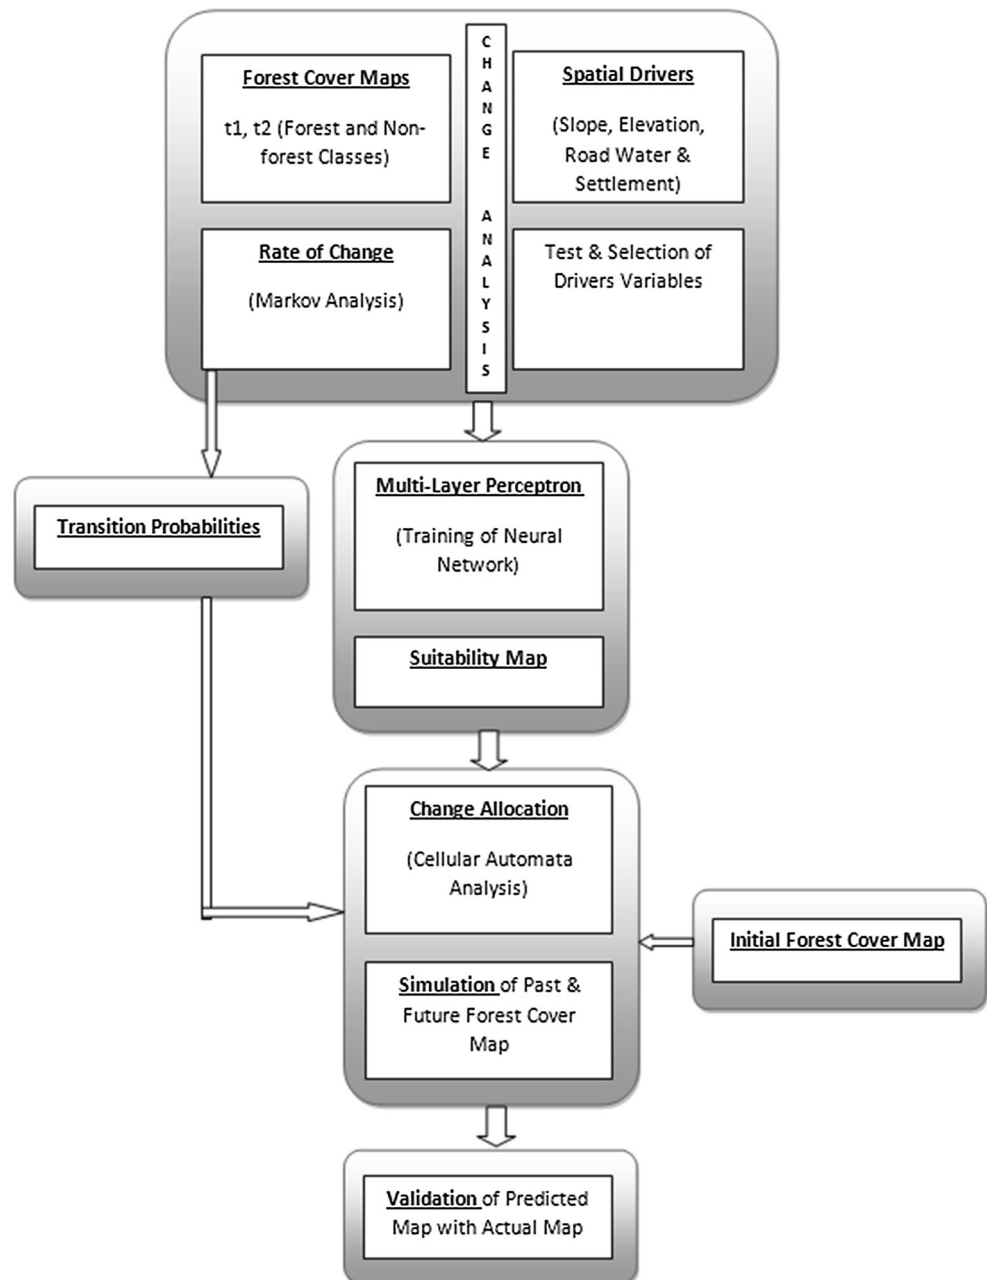 Forest Cover Maps
t1, t2 (Forest and Non-
forest Classes)
CHANGE ANALYSIS
Spatial Drivers
(Slope, Elevation,
Road Water &
Settlement)
Rate of Change
(Markov Analysis)
Test & Selection of
Drivers Variables
Transition Probabilities
Multi-Layer Perceptron
(Training of Neural
Network)
Suitability Map
Change Allocation
(Cellular Automata
Analysis)
Initial Forest Cover Map
Simulation of Past &
Future Forest Cover
Map
Validation of Predicted
Map with Actual Map